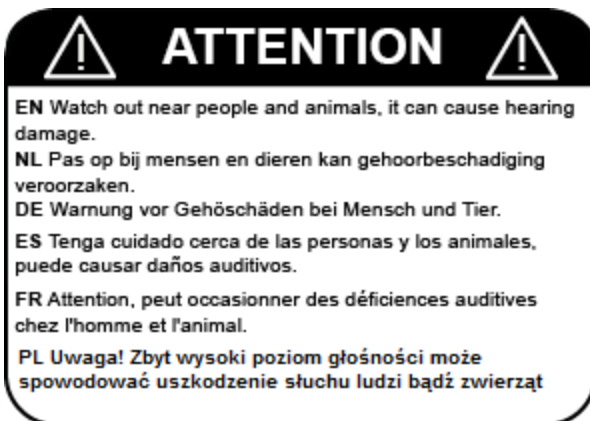 ATTENTION
EN Watch out near people and animals, it can cause hearing
damage.
NL Pas op bij mensen en dieren kan gehoorbeschadiging
veroorzaken.
DE Warnung vor Gehöschäden bei Mensch und Tier.
ES Tenga cuidado cerca de las personas y los animales,
puede causar daños auditivos.
FR Attention, peut occasionner des déficiences auditives
chez l'homme et l'animal.
PL Uwaga! Zbyt wysoki poziom głośności może
spowodować uszkodzenie słuchu ludzi bądź zwierząt